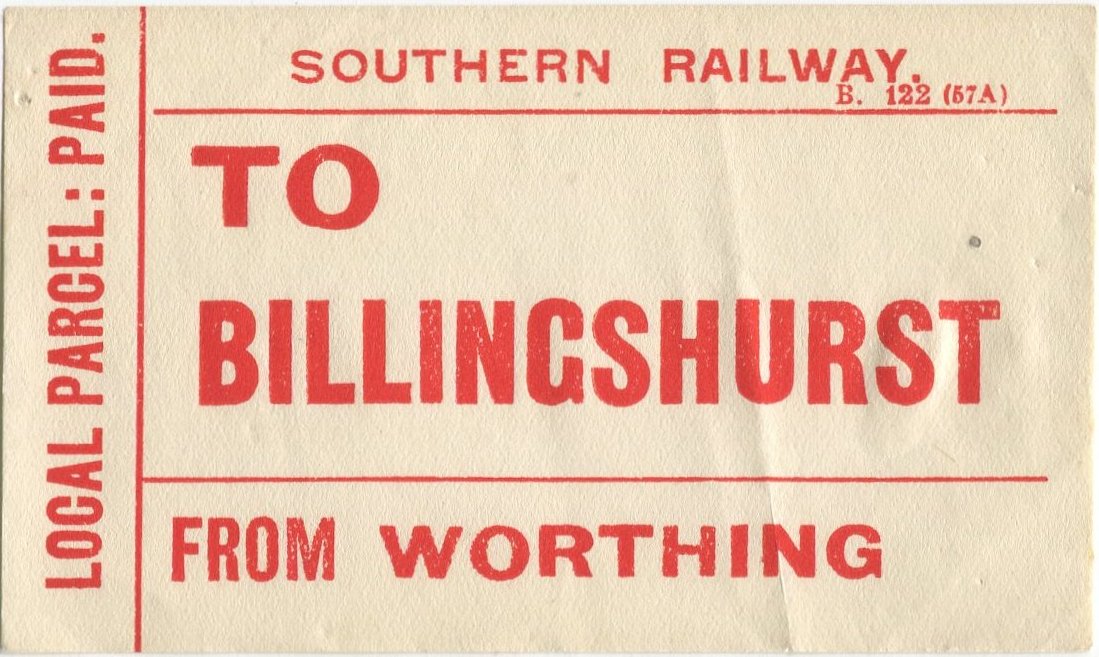 LOCAL PARCEL: PAID.
SOUTHERN RAILWAY.
B. 122 (57A)
TO
BILLINGSHURST
FROM WORTHING